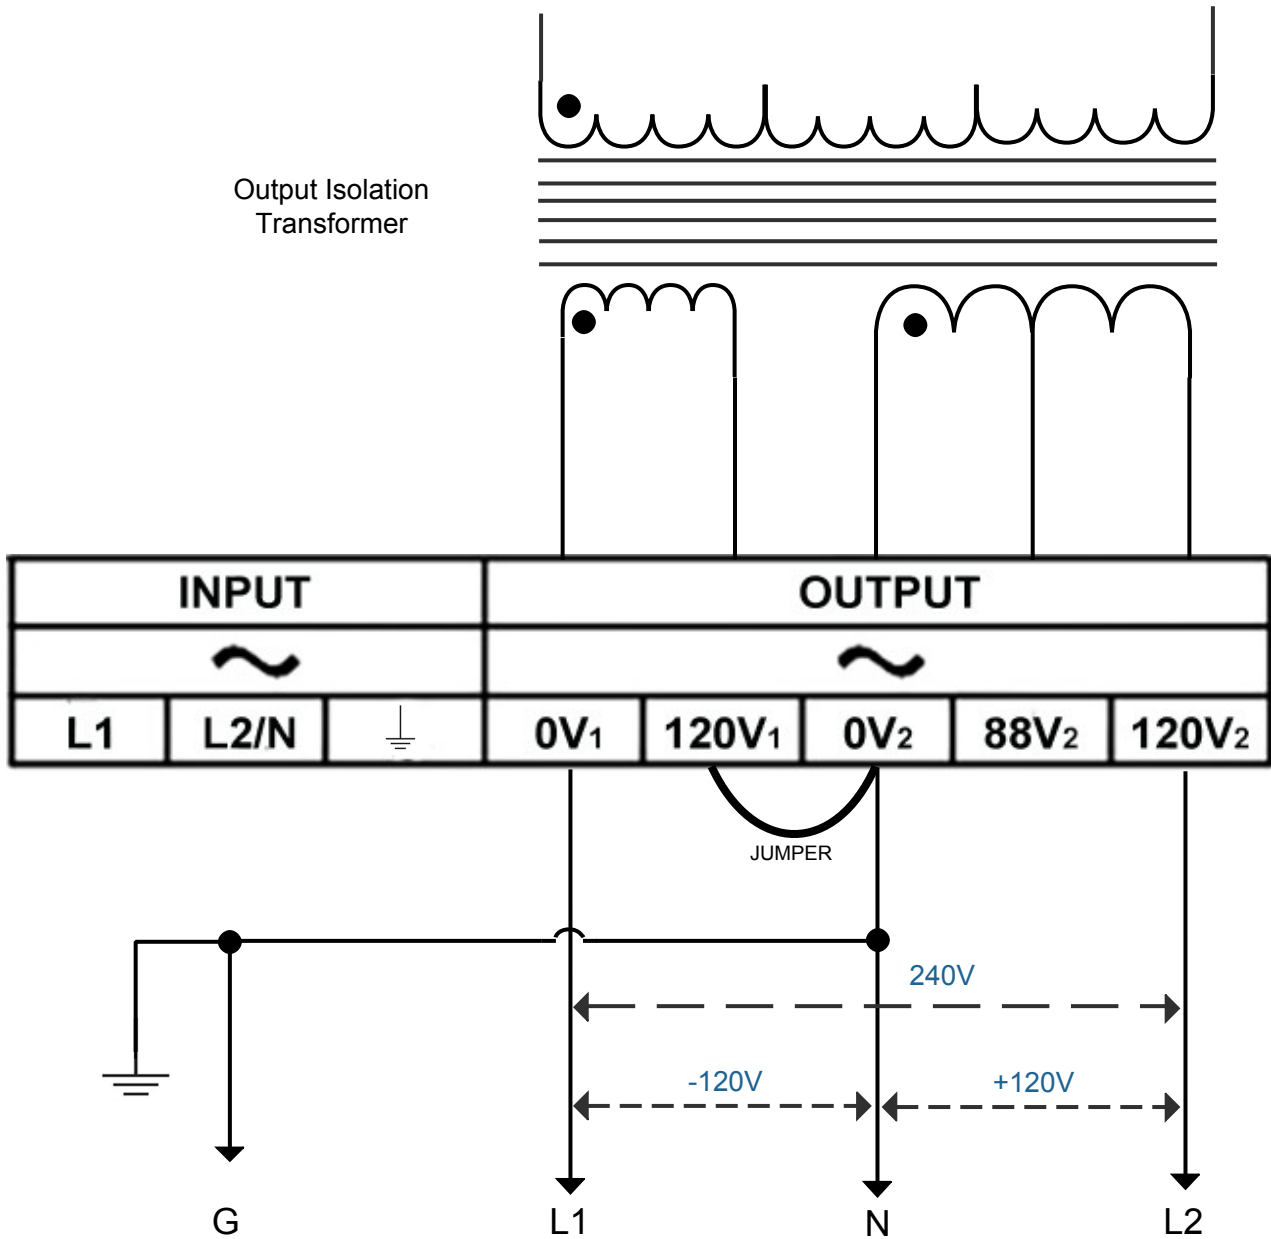 Output Isolation
Transformer
INPUT
OUTPUT
L1
L2/N
0V1
120V1
0V2
88V2
120V2
JUMPER
240V
-120V
+120V
G
L1
N
L2